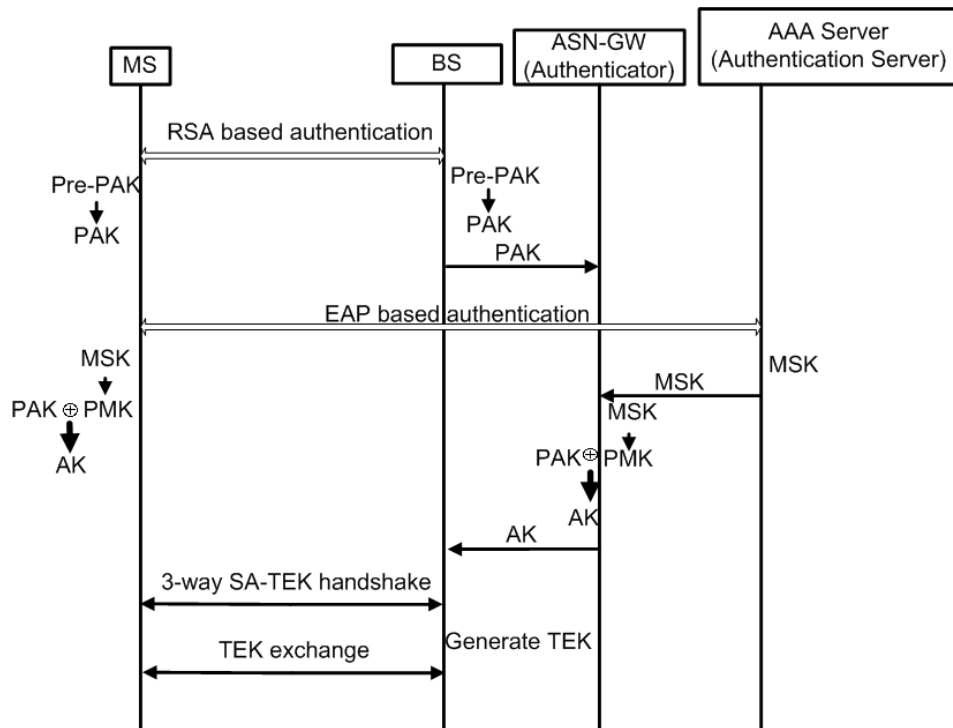 MS
BS
ASN-GW
(Authenticator)
AAA Server
(Authentication Server)
RSA based authentication
Pre-PAK
PAK
Pre-PAK
PAK
PAK
EAP based authentication
MSK
PAK ⊕ PMK
AK
MSK
MSK
MSK
PAK ⊕ PMK
AK
AK
3-way SA-TEK handshake
Generate TEK
TEK exchange